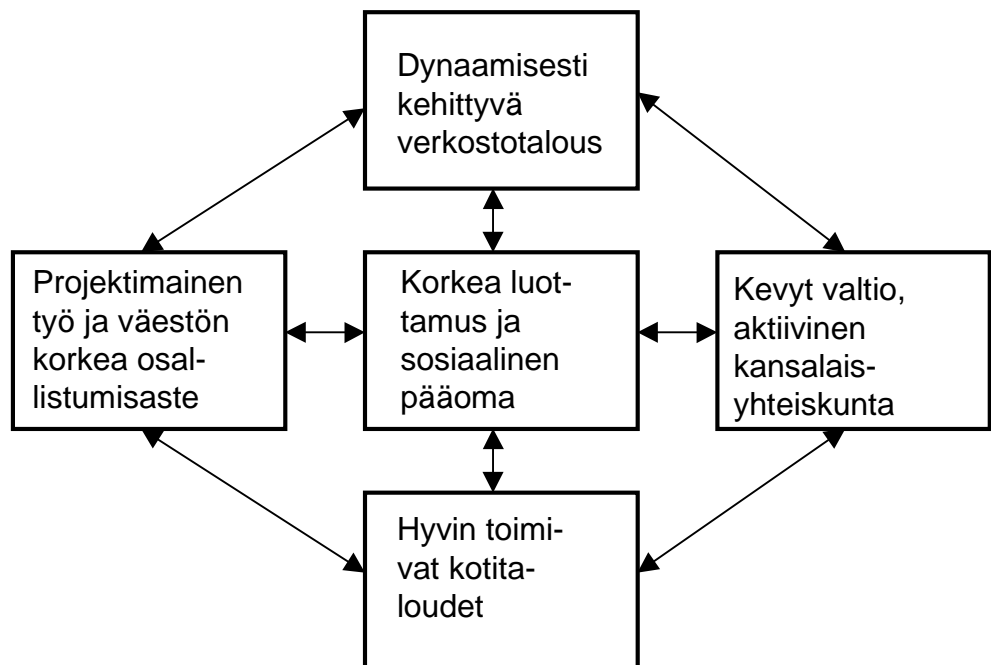 Dynaamisesti
kehittyvä
verkostotalous
Projektimainen
työ ja väestön
korkea osal-
listumisaste
Korkea luot-
tamus ja
sosiaalinen
pääoma
Kevyt valtio,
aktiivinen
kansalais-
yhteiskunta
Hyvin toimi-
vat kotita-
loudet